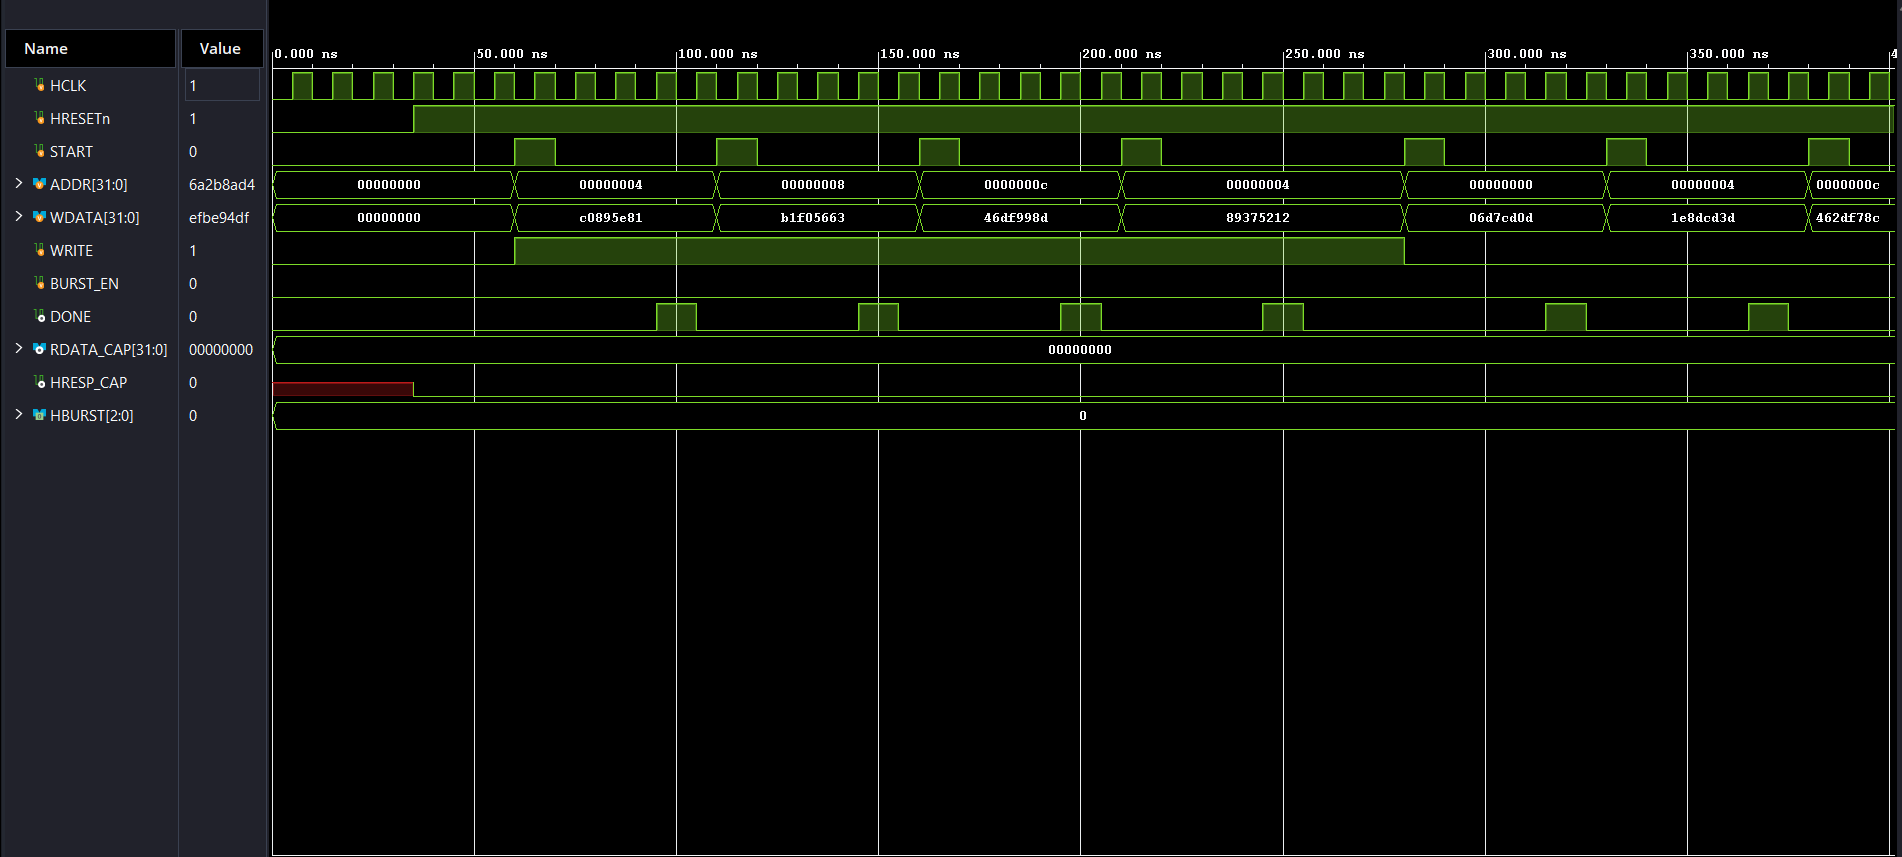 Name Value
0.000 ns 50.000 ns 100.000 ns 150.000 ns 200.000 ns 250.000 ns 300.000 ns 350.000 ns 4
HCLK 1
HRESETn 1
START 0
ADDR[31:0] 6a2b8ad4 00000000 00000004 00000008 0000000c 00000004 00000000 00000004 0000000c
WDATA[31:0] efbe94df 00000000 c0895e81 b1f05663 46df998d 89375212 06d7cd0d 1e8dcd3d 462df78c
WRITE 1
BURST_EN 0
DONE 0
RDATA_CAP[31:0] 00000000 00000000
HRESP_CAP 0
HBURST[2:0] 0 0